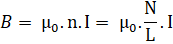 B = μ₀.n.I = μ₀.N/L.I